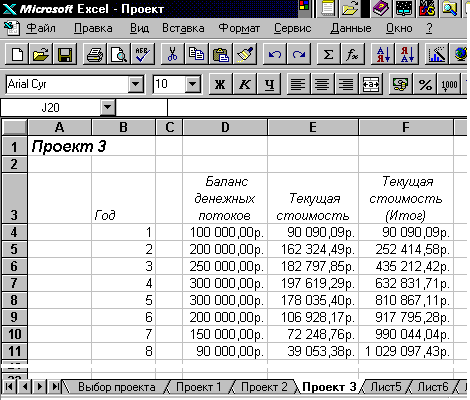 Microsoft Excel - Проект
Файл Правка Вид Вставка Формат Сервис Данные Окно ?
Arial Cyr 10 Ж К Ч % 1,000
J20
A B C D E F
1 Проект 3
2
3 Год Баланс денежных потоков Текущая стоимость Текущая стоимость (Итог)
4 1 100 000,00р. 90 090,09р. 90 090,09р.
5 2 200 000,00р. 162 324,49р. 252 414,58р.
6 3 250 000,00р. 182 797,85р. 435 212,42р.
7 4 300 000,00р. 197 619,29р. 632 831,71р.
8 5 300 000,00р. 178 035,40р. 810 867,11р.
9 6 200 000,00р. 106 928,17р. 917 795,28р.
10 7 150 000,00р. 72 248,76р. 990 044,04р.
11 8 90 000,00р. 39 053,38р. 1 029 097,43р.
Выбор проекта Проект 1 Проект 2 Проект 3 Лист5 Лист6